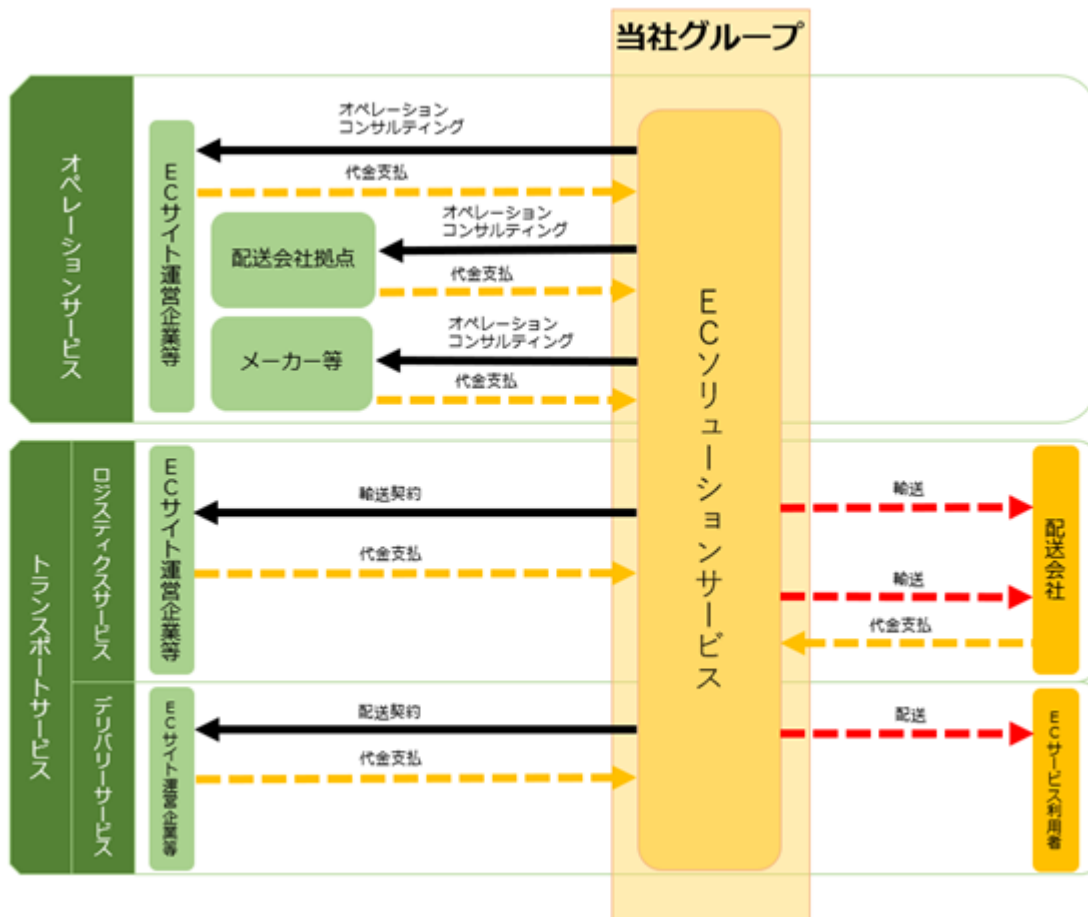 当社グループ
オペレーションサービス
ECサイト運営企業等
オペレーション
コンサルティング
代金支払
配送会社拠点
オペレーション
コンサルティング
代金支払
メーカー等
オペレーション
コンサルティング
代金支払
ECソリューションサービス
トランスポートサービス
ロジスティクスサービス
ECサイト運営企業等
輸送契約
代金支払
輸送
輸送
代金支払
配送会社
デリバリーサービス
ECサイト運営企業等
配送契約
代金支払
配送
ECサービス利用者